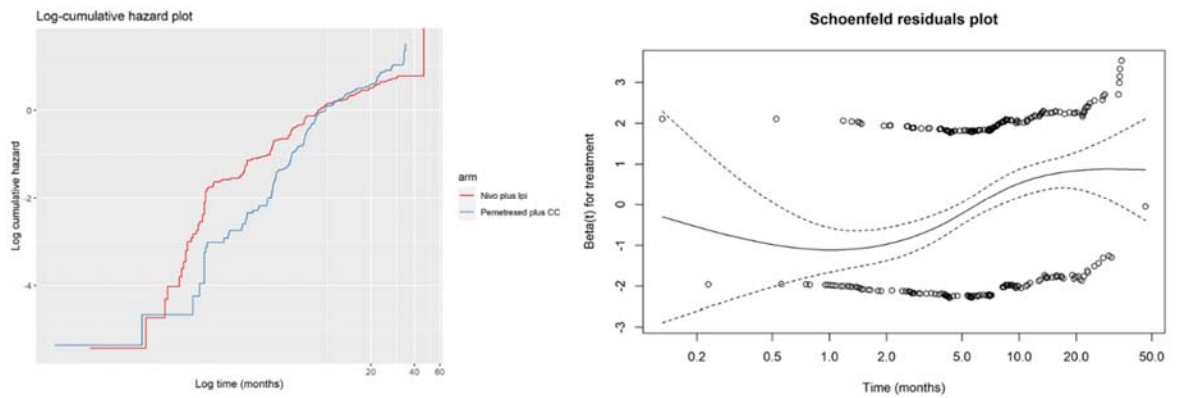 Log-cumulative hazard plot
0
-2
-4
Log cumulative hazard
20
40
60
Log time (months)
arm
Nivo plus Ipi
Pemetrexed plus CC
Schoenfeld residuals plot
3
2
1
0
-1
-2
-3
Beta(t) for treatment
0.2
0.5
1.0
2.0
5.0
10.0
20.0
50.0
Time (months)